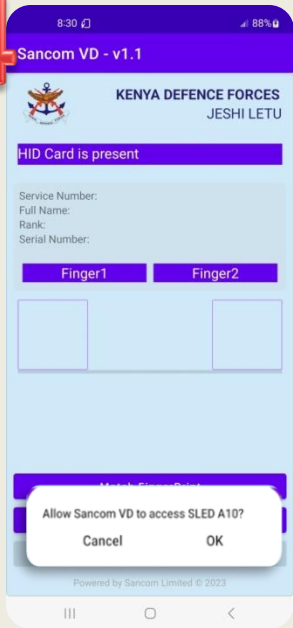 8:30
88%
Sancom VD - v1.1
KENYA DEFENCE FORCES
JESHI LETU
HID Card is present
Service Number:
Full Name:
Rank:
Serial Number:
Finger1 Finger2
Match FingerPrint
Allow Sancom VD to access SLED A10?
Cancel OK
Powered by Sancom Limited © 2023